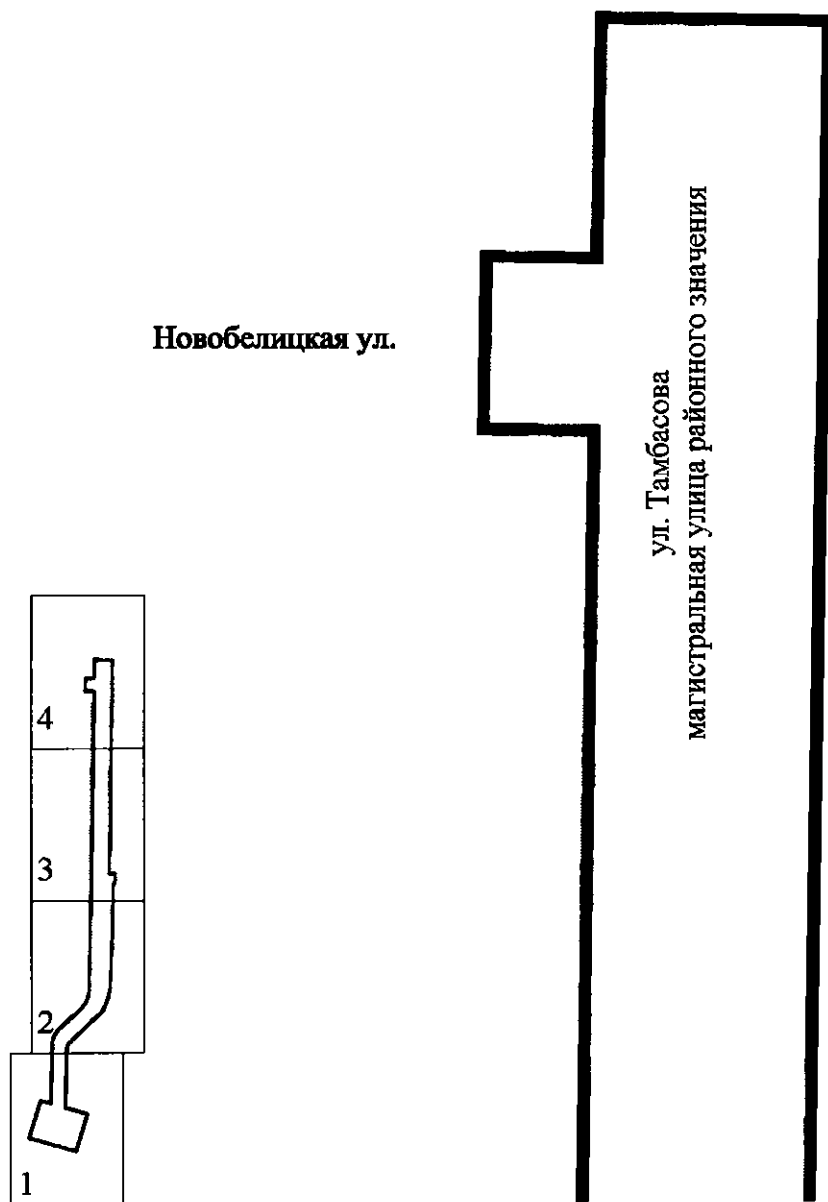 Новобелицкая ул.
ул. Тамбасова
магистральная улица районного значения
4
3
2
1